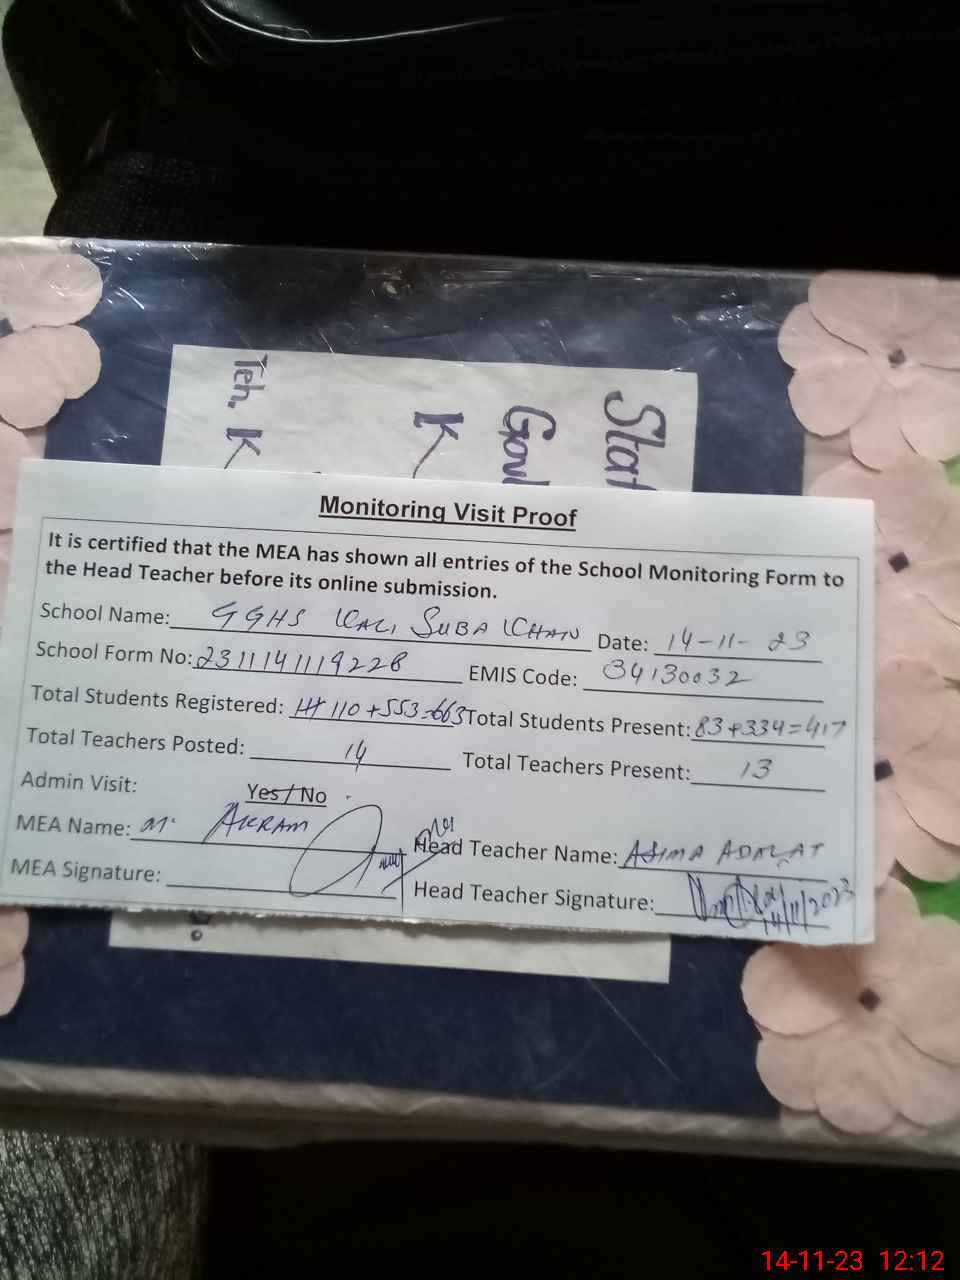 Teh. K
K
Govt
Staf
Monitoring Visit Proof
It is certified that the MEA has shown all entries of the School Monitoring Form to
the Head Teacher before its online submission.
School Name: GGHS KALI SUBA KHAN Date: 14-11-23
School Form No: 2311141119228 EMIS Code: 34130032
Total Students Registered: 110+553=663 Total Students Present: 83+334=417
Total Teachers Posted: 14 Total Teachers Present: 13
Admin Visit: Yes / No
MEA Name: M. AKRAM Head Teacher Name: ASIMA ADALAT
MEA Signature: Head Teacher Signature: 14/11/2023
14-11-23 12:12